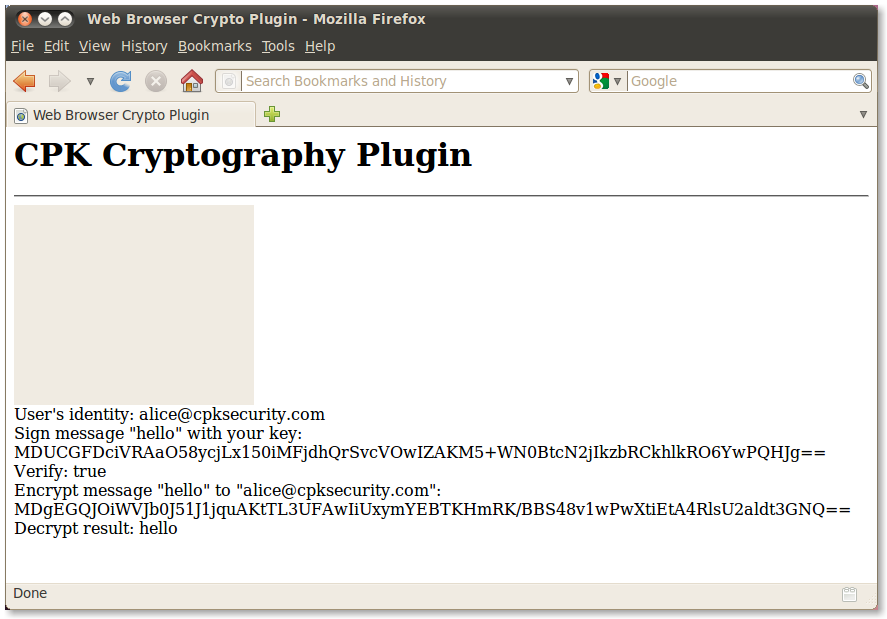 Web Browser Crypto Plugin - Mozilla Firefox
File Edit View History Bookmarks Tools Help
Search Bookmarks and History
Google
Web Browser Crypto Plugin
CPK Cryptography Plugin
User's identity: alice@cpksecurity.com
Sign message "hello" with your key:
MDUCGFDciVRAaO58ycjLx150iMFjdhQrSvcVOwIZAKM5+WN0BtcN2jIkzbRCkhlkRO6YwPQHJg==
Verify: true
Encrypt message "hello" to "alice@cpksecurity.com":
MDgEGQJOiWVJb0J51J1jquAKtTL3UFAwIiUxymYEBTKHmRK/BBS48v1wPwXtiEtA4RlsU2aldt3GNQ==
Decrypt result: hello
Done